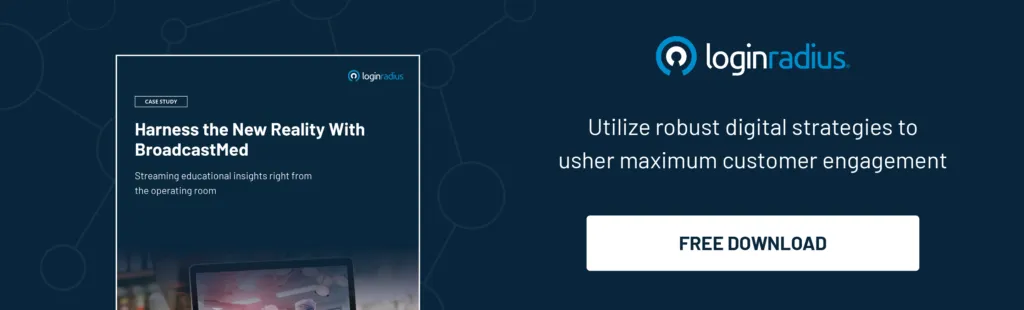 loginradius
CASE STUDY
Harness the New Reality With
BroadcastMed
Streaming educational insights right from
the operating room
loginradius
Utilize robust digital strategies to
usher maximum customer engagement
FREE DOWNLOAD